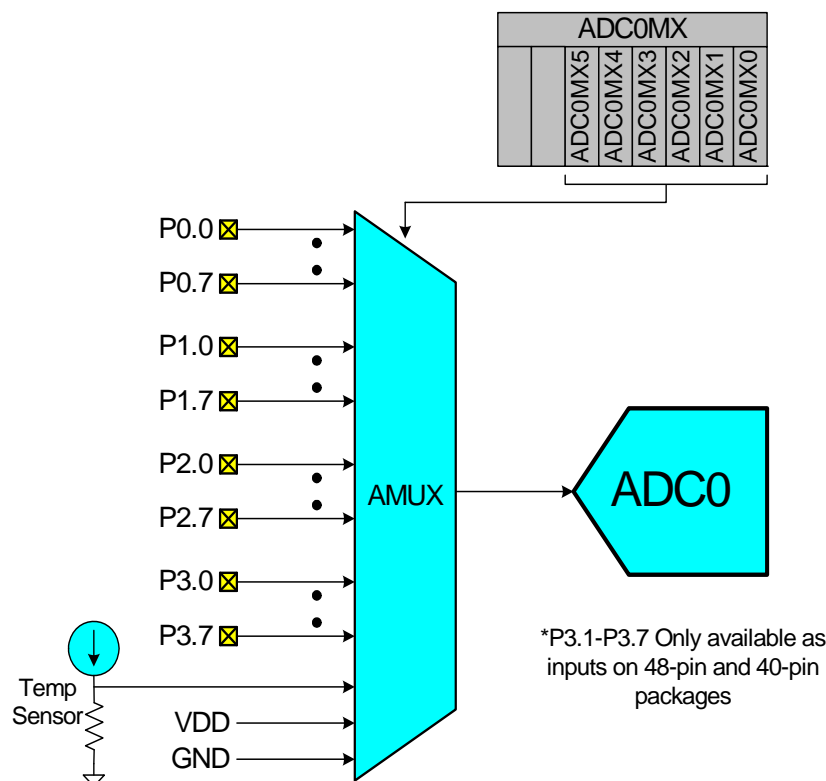 ADC0MX
ADC0MX5
ADC0MX4
ADC0MX3
ADC0MX2
ADC0MX1
ADC0MX0
P0.0
P0.7
P1.0
P1.7
P2.0
P2.7
P3.0
P3.7
AMUX
ADC0
*P3.1-P3.7 Only available as
inputs on 48-pin and 40-pin
packages
Temp
Sensor
VDD
GND